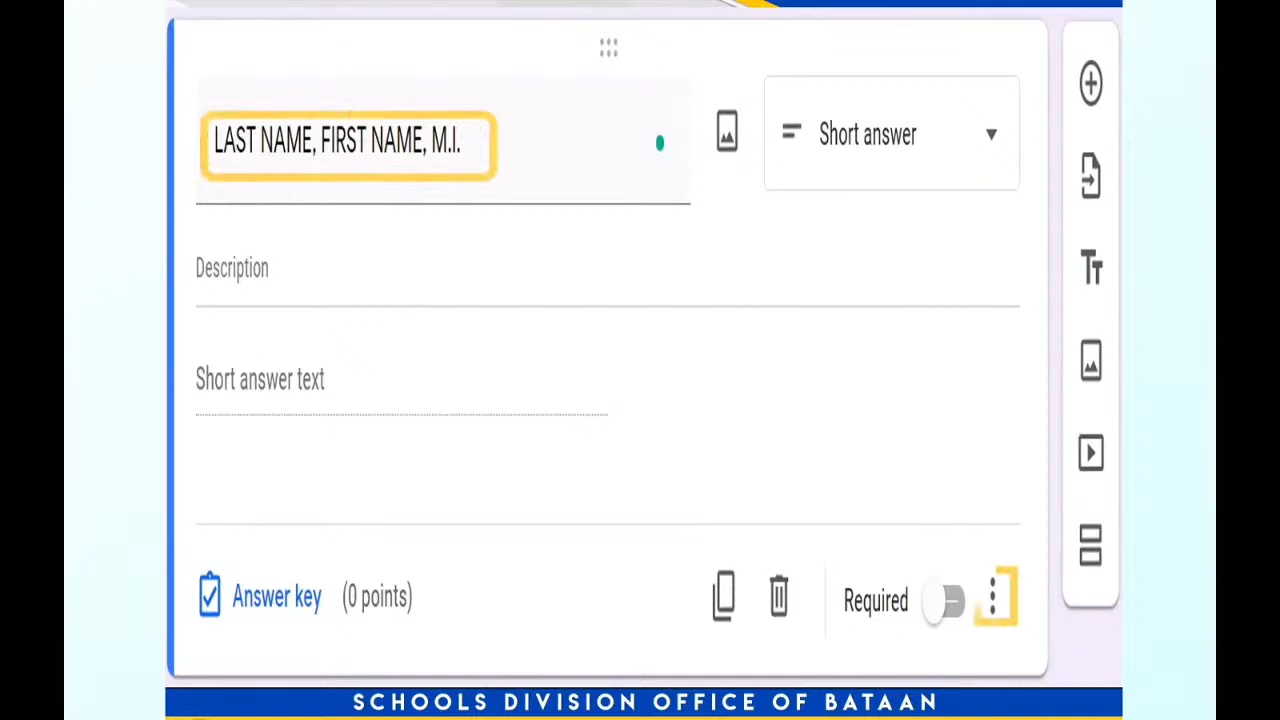 LAST NAME, FIRST NAME, M.I.
Short answer
Description
Short answer text
Answer key (0 points)
Required
SCHOOLS DIVISION OFFICE OF BATAAN